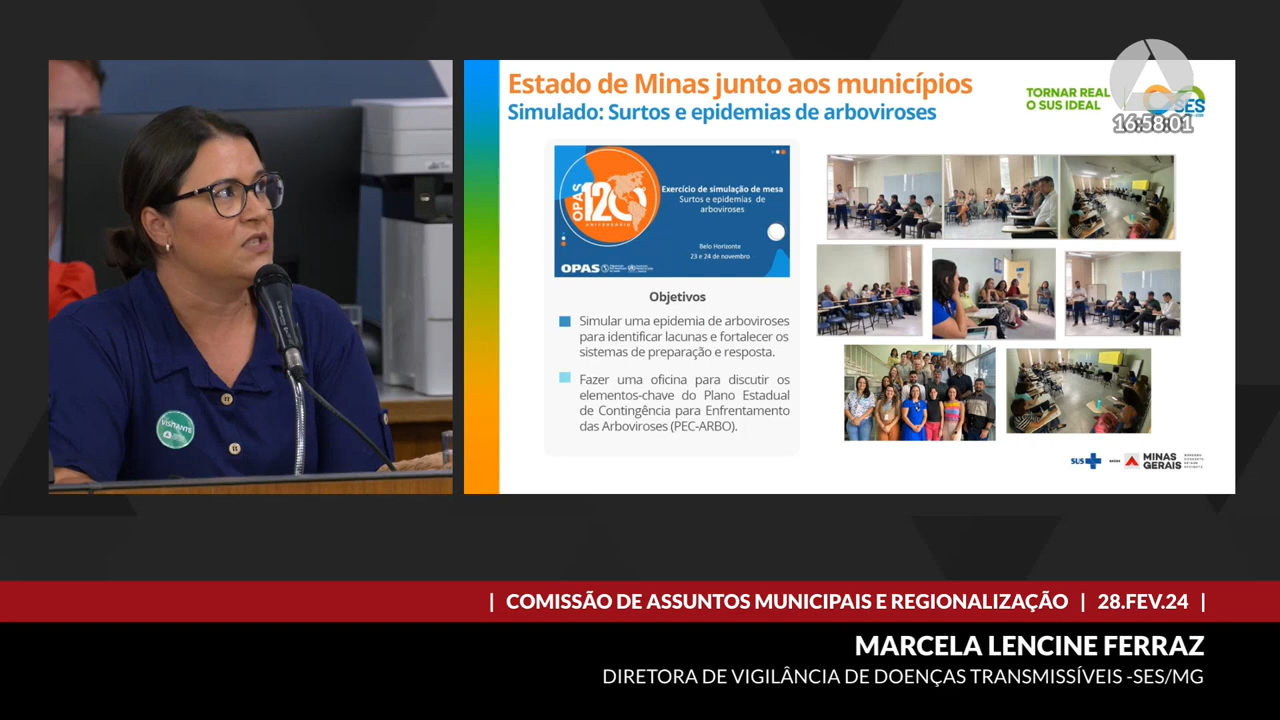 Estado de Minas junto aos municípios
Simulado: Surtos e epidemias de arboviroses
TORNAR REAL
O SUS IDEAL
SES
16:58:01
OPAS
120
ANIVERSÁRIO
Exercício de simulação de mesa
Surtos e epidemias de
arboviroses
Belo Horizonte
23 e 24 de novembro
OPAS
Objetivos
Simular uma epidemia de arboviroses
para identificar lacunas e fortalecer os
sistemas de preparação e resposta.
Fazer uma oficina para discutir os
elementos-chave do Plano Estadual
de Contingência para Enfrentamento
das Arboviroses (PEC-ARBO).
VISITANTE
SUS
MINAS
GERAIS
| COMISSÃO DE ASSUNTOS MUNICIPAIS E REGIONALIZAÇÃO | 28.FEV.24 |
MARCELA LENCINE FERRAZ
DIRETORA DE VIGILÂNCIA DE DOENÇAS TRANSMISSÍVEIS -SES/MG